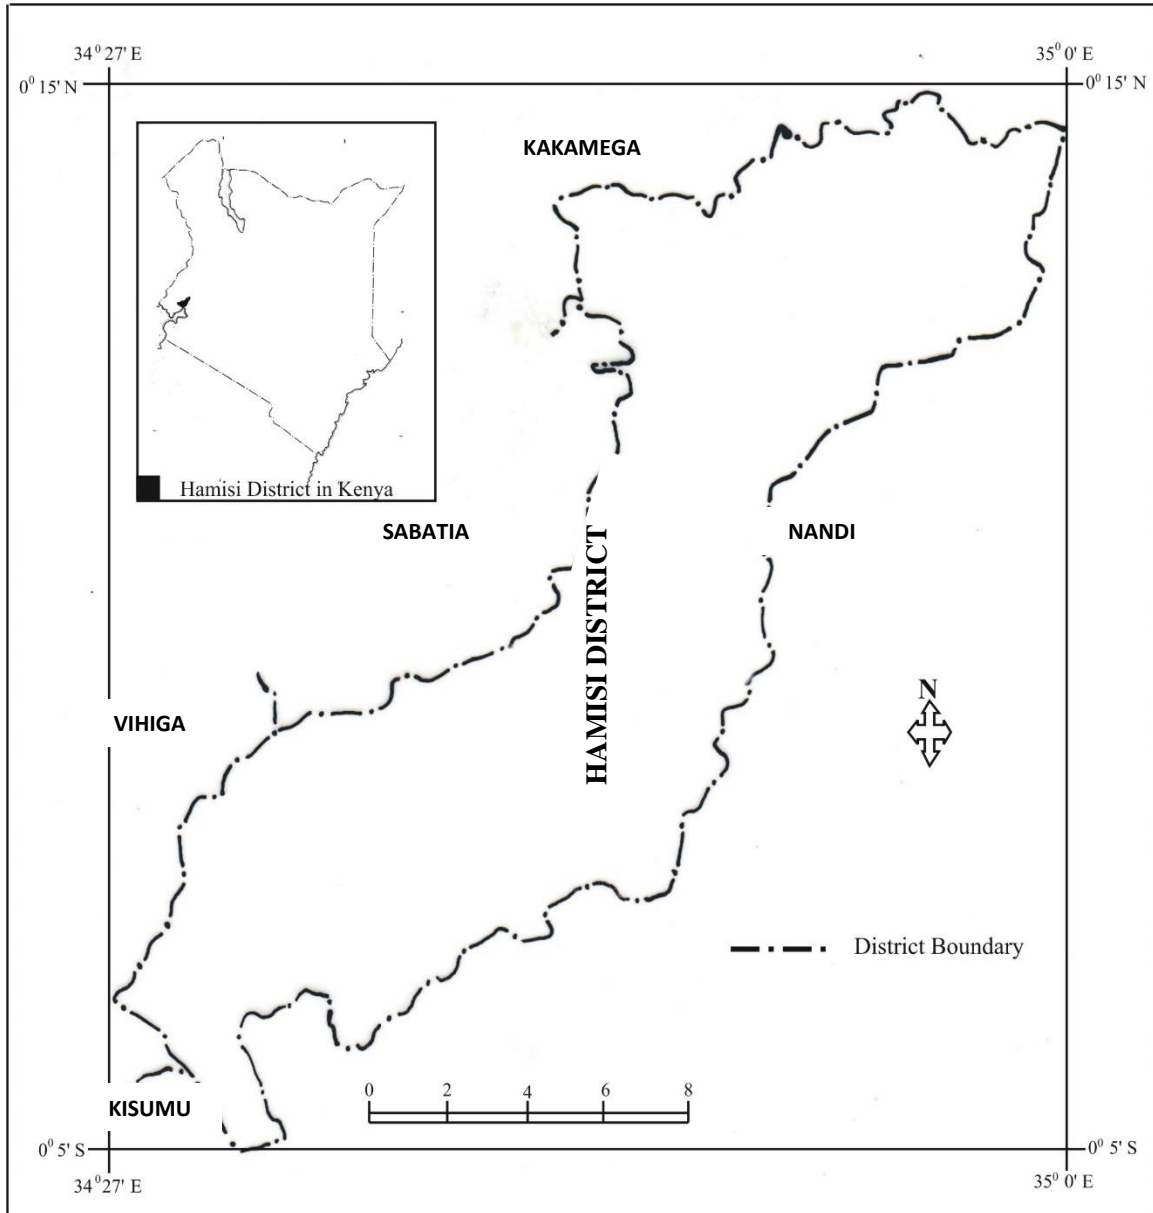 34⁰ 27' E
35⁰ 0' E
0⁰ 15' N
0⁰ 15' N
KAKAMEGA
Hamisi District in Kenya
SABATIA
NANDI
HAMISI DISTRICT
N
VIHIGA
District Boundary
0 2 4 6 8
KISUMU
0⁰ 5' S
0⁰ 5' S
34⁰ 27' E
35⁰ 0' E